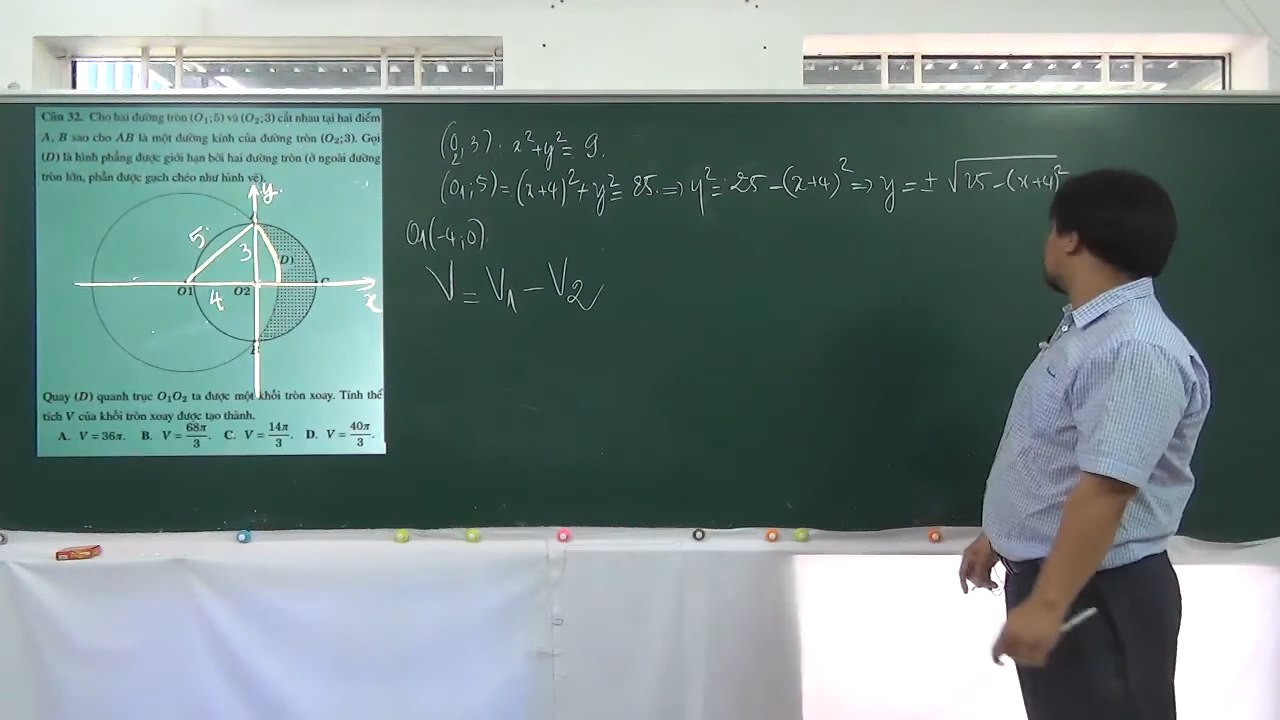 Câu 32. Cho hai đường tròn (O₁;5) và (O₂;3) cắt nhau tại hai điểm
A, B sao cho AB là một đường kính của đường tròn (O₂;3). Gọi
(D) là hình phẳng được giới hạn bởi hai đường tròn (ở ngoài đường
tròn lớn, phần được gạch chéo như hình vẽ).
y
5
3
D)
O1
O2
C
4
x
B
Quay (D) quanh trục O₁O₂ ta được một khối tròn xoay. Tính thể
tích V của khối tròn xoay được tạo thành.
A. V = 36π. B. V = 68π/3. C. V = 14π/3. D. V = 40π/3.
(O₂,3): x²+y² = 9.
(O₁;5) = (x+4)²+y² = 25. => y² = 25-(x+4)² => y = ± √25-(x+4)²
O₁(-4;0).
V = V₁ - V₂